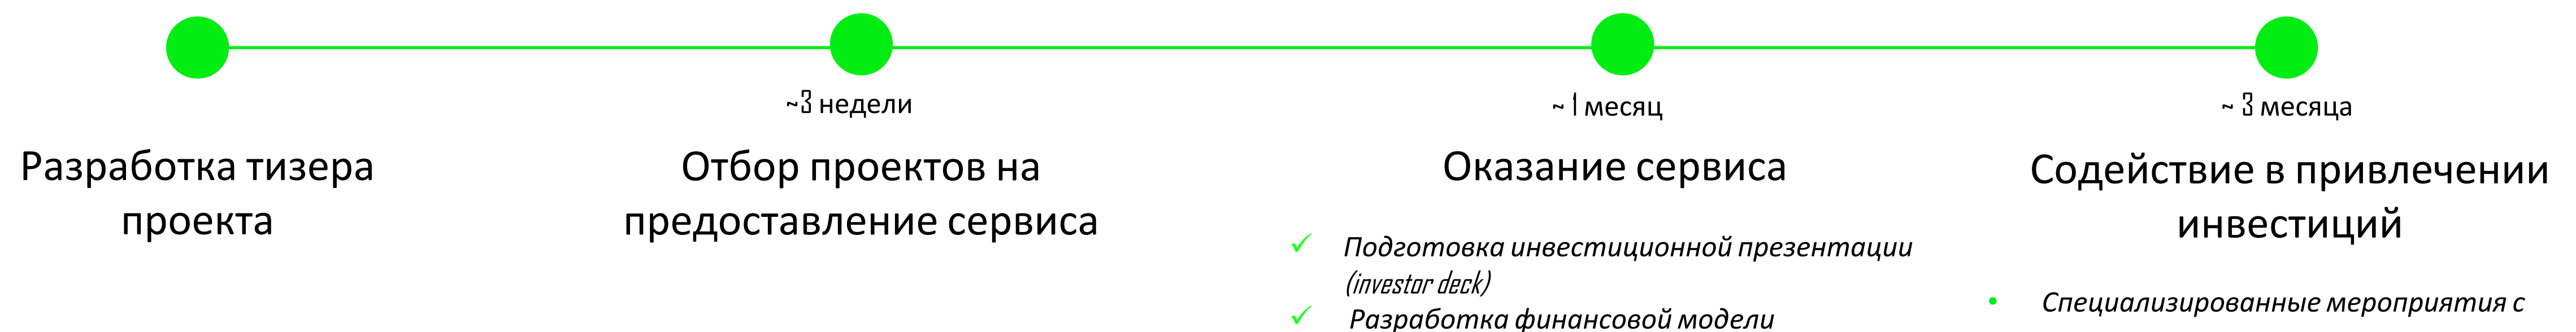 ~3 недели
~ 1 месяц
~ 3 месяца
Разработка тизера
проекта
Отбор проектов на
предоставление сервиса
Оказание сервиса
Подготовка инвестиционной презентации
(investor deck)
Разработка финансовой модели
Содействие в привлечении
инвестиций
Специализированные мероприятия с